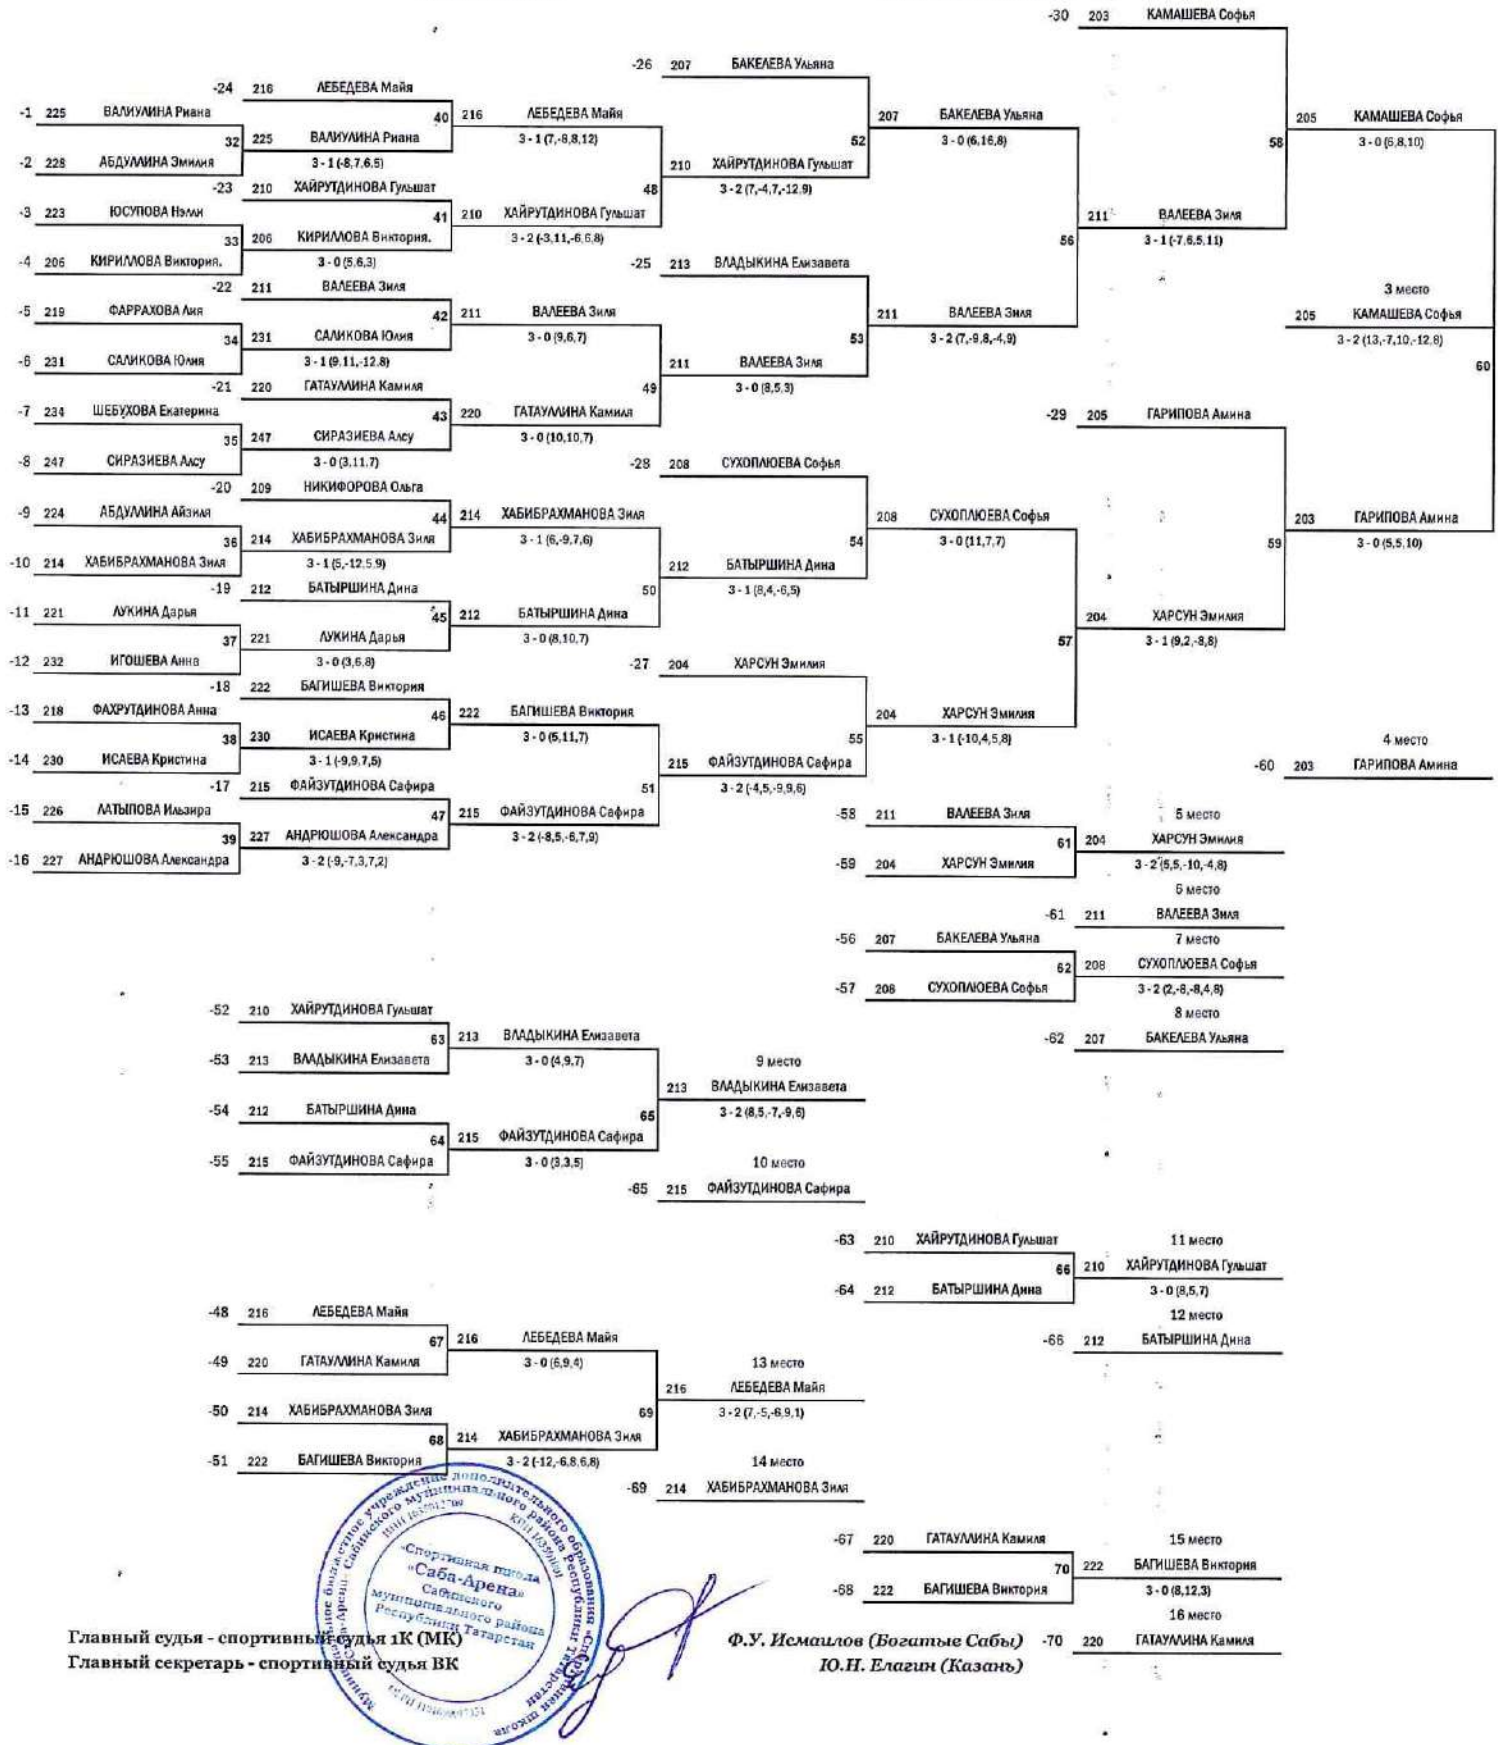 -30 203 КАМАШЕВА Софья
-26 207 БАКЕЛЕВА Ульяна
-24 216 ЛЕБЕДЕВА Майя
-1 225 ВАЛИУЛИНА Риана
40 216 ЛЕБЕДЕВА Майя
207 БАКЕЛЕВА Ульяна
205 КАМАШЕВА Софья
32 225 ВАЛИУЛИНА Риана
3 - 1 (7,-8,8,12)
52
3 - 0 (6,16,8)
58
3 - 0 (6,8,10)
-2 228 АБДУЛЛИНА Эмилия
3 - 1 (-8,7,6,5)
210 ХАЙРУТДИНОВА Гульшат
-23 210 ХАЙРУТДИНОВА Гульшат
48
3 - 2 (7,-4,7,-12,9)
-3 223 ЮСУПОВА Нэлли
41 210 ХАЙРУТДИНОВА Гульшат
211 ВАЛЕЕВА Зиля
33 206 КИРИЛЛОВА Виктория.
3 - 2 (-3,11,-6,6,8)
56
3 - 1 (-7,6,5,11)
-4 206 КИРИЛЛОВА Виктория.
3 - 0 (5,6,3)
-25 213 ВЛАДЫКИНА Елизавета
-22 211 ВАЛЕЕВА Зиля
3 место
-5 219 ФАРРАХОВА Лия
42 211 ВАЛЕЕВА Зиля
211 ВАЛЕЕВА Зиля
205 КАМАШЕВА Софья
34 231 САЛИКОВА Юлия
3 - 0 (9,6,7)
53
3 - 2 (7,-9,8,-4,9)
3 - 2 (13,-7,10,-12,8)
-6 231 САЛИКОВА Юлия
3 - 1 (9,11,-12,8)
211 ВАЛЕЕВА Зиля
60
-21 220 ГАТАУЛЛИНА Камиля
49
3 - 0 (8,5,3)
-7 234 ШЕБУХОВА Екатерина
43 220 ГАТАУЛЛИНА Камиля
-29 205 ГАРИПОВА Амина
35 247 СИРАЗИЕВА Алсу
3 - 0 (10,10,7)
-8 247 СИРАЗИЕВА Алсу
3 - 0 (3,11,7)
-28 208 СУХОПЛЮЕВА Софья
-20 209 НИКИФОРОВА Ольга
-9 224 АБДУЛЛИНА Айзиля
44 214 ХАБИБРАХМАНОВА Зиля
208 СУХОПЛЮЕВА Софья
203 ГАРИПОВА Амина
36 214 ХАБИБРАХМАНОВА Зиля
3 - 1 (6,-9,7,6)
54
3 - 0 (11,7,7)
59
3 - 0 (5,5,10)
-10 214 ХАБИБРАХМАНОВА Зиля
3 - 1 (5,-12,5,9)
212 БАТЫРШИНА Дина
-19 212 БАТЫРШИНА Дина
50
3 - 1 (8,4,-6,5)
-11 221 ЛУКИНА Дарья
45 212 БАТЫРШИНА Дина
204 ХАРСУН Эмилия
37 221 ЛУКИНА Дарья
3 - 0 (8,10,7)
57
3 - 1 (9,2,-8,8)
-12 232 ИГОШЕВА Анна
3 - 0 (3,6,8)
-27 204 ХАРСУН Эмилия
-18 222 БАГИШЕВА Виктория
-13 218 ФАХРУТДИНОВА Анна
46 222 БАГИШЕВА Виктория
204 ХАРСУН Эмилия
38 230 ИСАЕВА Кристина
3 - 0 (5,11,7)
55
3 - 1 (-10,4,5,8)
4 место
-14 230 ИСАЕВА Кристина
3 - 1 (-9,9,7,5)
215 ФАЙЗУТДИНОВА Сафира
-60 203 ГАРИПОВА Амина
-17 215 ФАЙЗУТДИНОВА Сафира
51
3 - 2 (-4,5,-9,9,6)
-15 226 ЛАТЫПОВА Ильзира
47 215 ФАЙЗУТДИНОВА Сафира
-58 211 ВАЛЕЕВА Зиля
5 место
39 227 АНДРЮШОВА Александра
3 - 2 (-8,5,-6,7,9)
61 204 ХАРСУН Эмилия
-16 227 АНДРЮШОВА Александра
3 - 2 (-9,-7,3,7,2)
-59 204 ХАРСУН Эмилия
3 - 2 (5,5,-10,-4,8)
6 место
-61 211 ВАЛЕЕВА Зиля
-56 207 БАКЕЛЕВА Ульяна
7 место
62 208 СУХОПЛЮЕВА Софья
-57 208 СУХОПЛЮЕВА Софья
3 - 2 (2,-8,-8,4,8)
-52 210 ХАЙРУТДИНОВА Гульшат
8 место
63 213 ВЛАДЫКИНА Елизавета
-62 207 БАКЕЛЕВА Ульяна
-53 213 ВЛАДЫКИНА Елизавета
3 - 0 (4,9,7)
9 место
213 ВЛАДЫКИНА Елизавета
-54 212 БАТЫРШИНА Дина
65
3 - 2 (8,5,-7,-9,6)
64 215 ФАЙЗУТДИНОВА Сафира
-55 215 ФАЙЗУТДИНОВА Сафира
3 - 0 (3,3,5)
10 место
-65 215 ФАЙЗУТДИНОВА Сафира
-63 210 ХАЙРУТДИНОВА Гульшат
11 место
66 210 ХАЙРУТДИНОВА Гульшат
-64 212 БАТЫРШИНА Дина
3 - 0 (8,5,7)
-48 216 ЛЕБЕДЕВА Майя
12 место
67 216 ЛЕБЕДЕВА Майя
-66 212 БАТЫРШИНА Дина
-49 220 ГАТАУЛЛИНА Камиля
3 - 0 (6,9,4)
13 место
216 ЛЕБЕДЕВА Майя
-50 214 ХАБИБРАХМАНОВА Зиля
69
3 - 2 (7,-5,-6,9,1)
68 214 ХАБИБРАХМАНОВА Зиля
-51 222 БАГИШЕВА Виктория
3 - 2 (-12,-6,8,6,8)
14 место
-69 214 ХАБИБРАХМАНОВА Зиля
-67 220 ГАТАУЛЛИНА Камиля
15 место
70 222 БАГИШЕВА Виктория
-68 222 БАГИШЕВА Виктория
3 - 0 (8,12,3)
16 место
-70 220 ГАТАУЛЛИНА Камиля
«Спортивная школа
«Саба-Арена»
Сабинского
муниципального района
Республики Татарстан
Главный судья - спортивный судья 1К (МК)
Ф.У. Исмаилов (Богатые Сабы)
Главный секретарь - спортивный судья ВК
Ю.Н. Елагин (Казань)